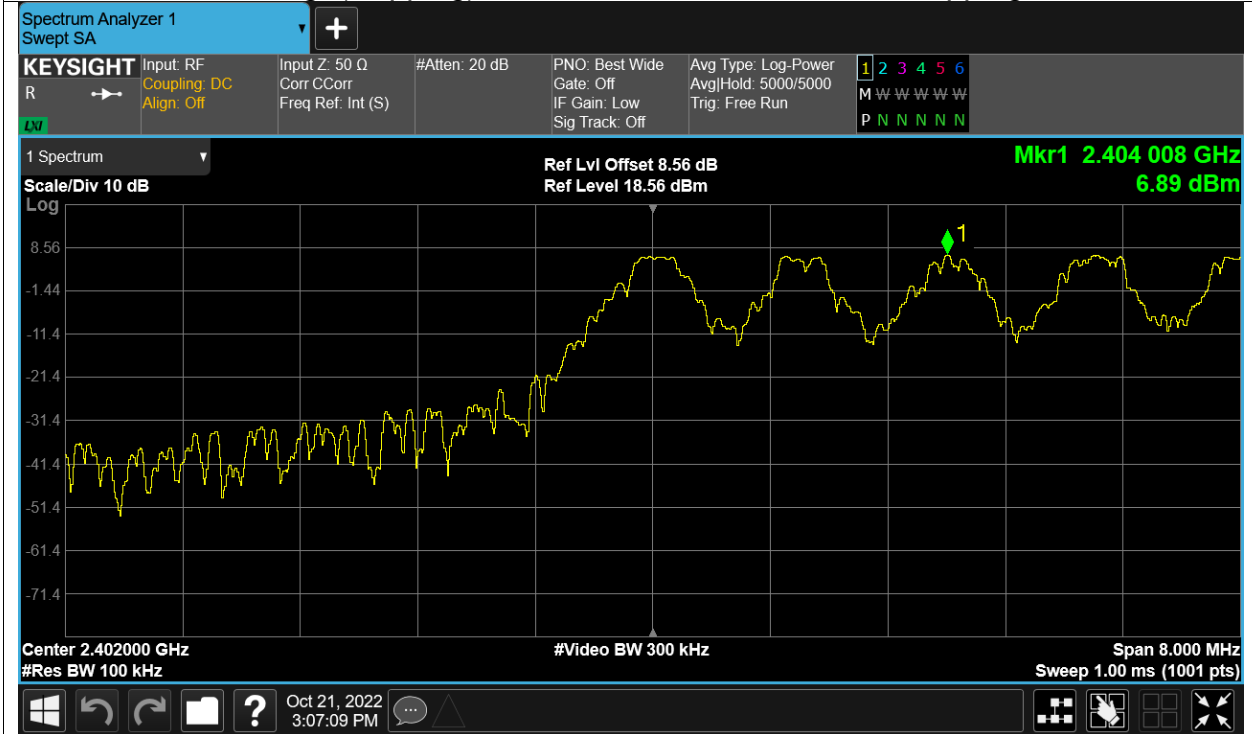 Spectrum Analyzer 1
Swept SA
+
KEYSIGHT
R
LXI
Input: RF
Coupling: DC
Align: Off
Input Z: 50 Ω
Corr CCorr
Freq Ref: Int (S)
#Atten: 20 dB
PNO: Best Wide
Gate: Off
IF Gain: Low
Sig Track: Off
Avg Type: Log-Power
Avg|Hold: 5000/5000
Trig: Free Run
1 2 3 4 5 6
M W W W W W
P N N N N N
1 Spectrum
Scale/Div 10 dB
Ref Lvl Offset 8.56 dB
Ref Level 18.56 dBm
Mkr1 2.404 008 GHz
6.89 dBm
Log
1
8.56
-1.44
-11.4
-21.4
-31.4
-41.4
-51.4
-61.4
-71.4
Center 2.402000 GHz
#Video BW 300 kHz
Span 8.000 MHz
#Res BW 100 kHz
Sweep 1.00 ms (1001 pts)
?
Oct 21, 2022
3:07:09 PM